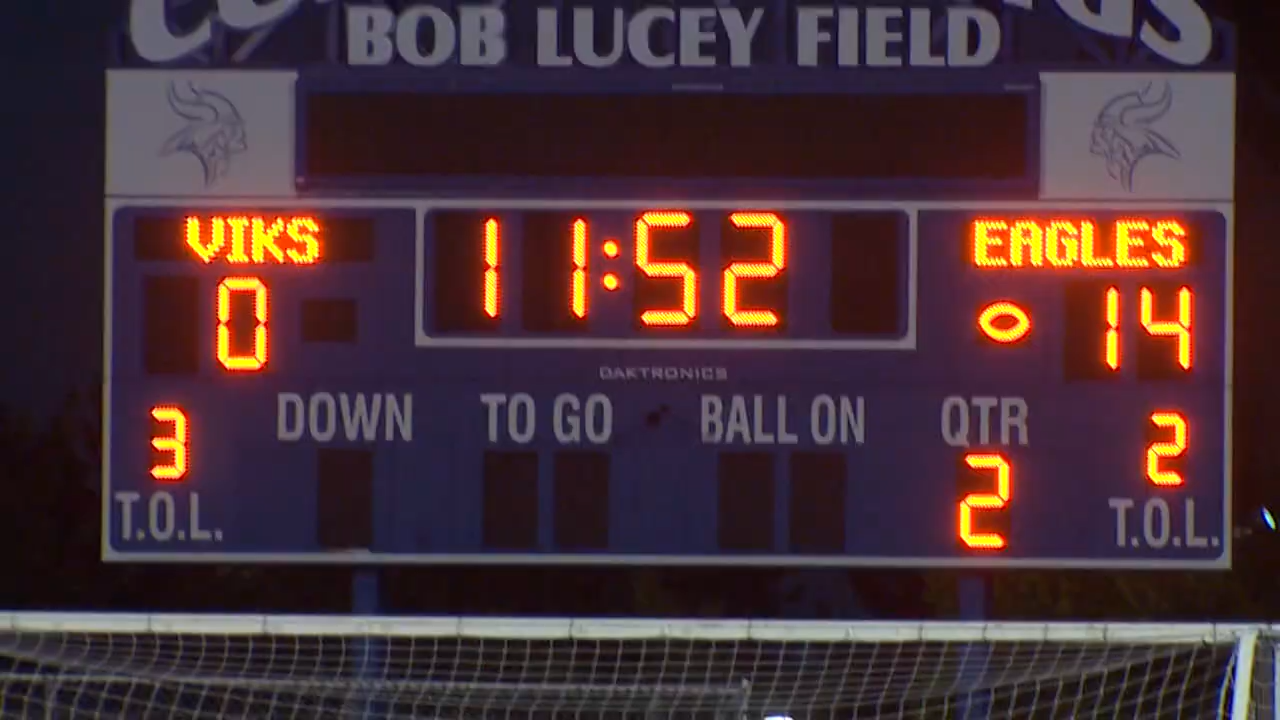 BOB LUCEY FIELD
VIKS 11:52 EAGLES
0 14
DAKTRONICS
DOWN TO GO BALL ON QTR
3 2 2
T.O.L. T.O.L.